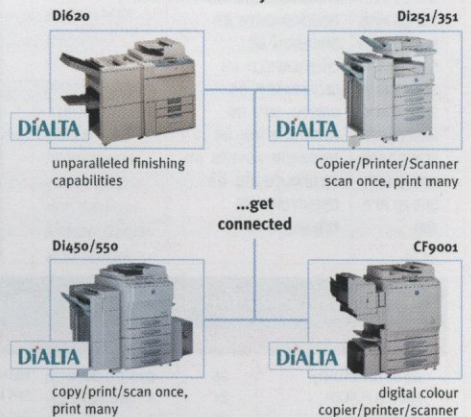 Di620
DiALTA
unparalleled finishing
capabilities
Di251/351
DiALTA
Copier/Printer/Scanner
scan once, print many
...get
connected
Di450/550
DiALTA
copy/print/scan once,
print many
CF9001
DiALTA
digital colour
copier/printer/scanner